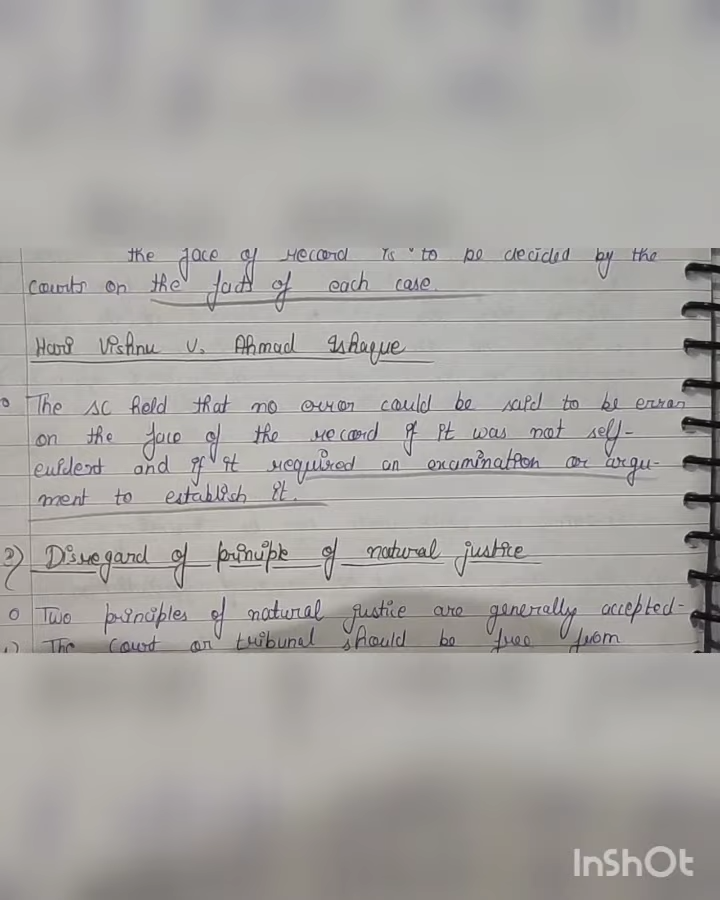 the face of reccord is to be decided by the
courts on the fact of each case.
Hari Vishnu v. Ahmad Ishaque
The SC held that no error could be said to be error
on the face of the record if it was not self-
evident and if it required an examination or argu-
ment to establish it.
2) Disregard of principle of natural justice
Two principles of natural justice are generally accepted-
1) The court or tribunal should be free from
InShOt